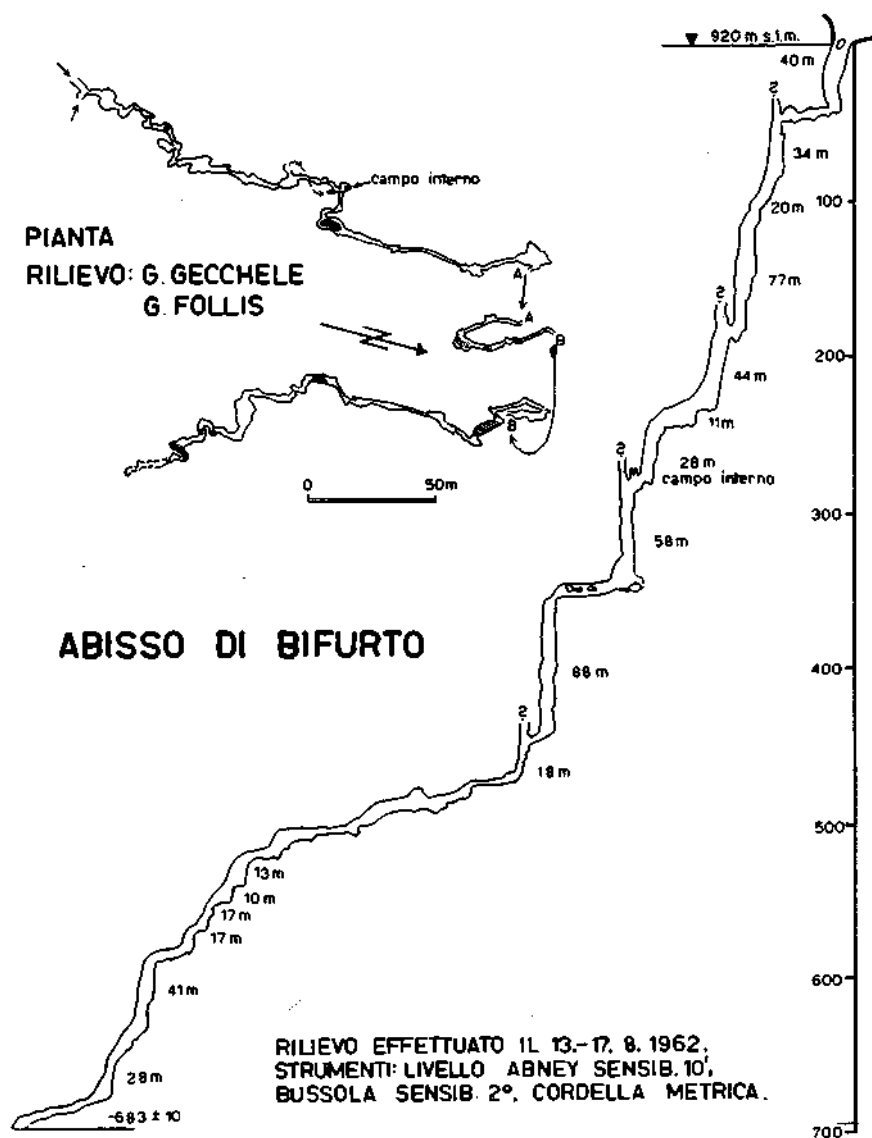 920 m s.l.m.
0
40 m
?
34 m
100
20 m
campo interno
PIANTA
RILIEVO: G. GECCHELE
G. FOLLIS
77 m
A
?
A
B
200
44 m
11 m
B
?
28 m
campo interno
0 50m
300
58 m
ABISSO DI BIFURTO
88 m
400
?
18 m
500
13 m
10 m
17 m
17 m
600
41 m
RILIEVO EFFETTUATO IL 13.-17. 8. 1962.
STRUMENTI: LIVELLO ABNEY SENSIB. 10',
BUSSOLA SENSIB. 2°, CORDELLA METRICA.
28 m
-683 ± 10
700